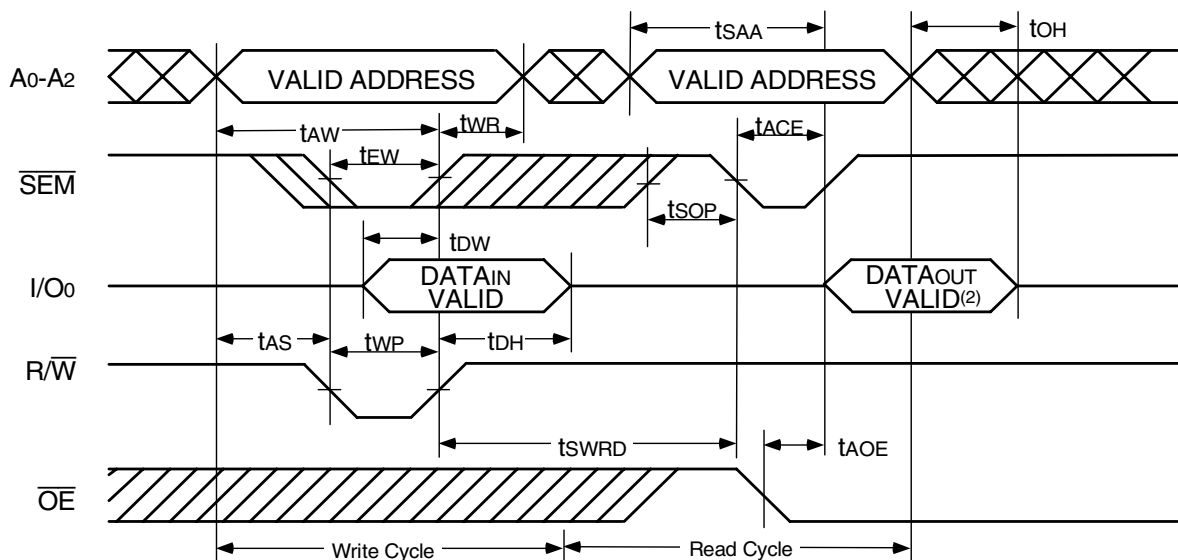 tSAA
tOH
A0-A2
VALID ADDRESS
VALID ADDRESS
tAW
tWR
tACE
tEW
SEM
tSOP
tDW
I/O0
DATAIN
VALID
DATAOUT
VALID(2)
tAS
tWP
tDH
R/W
tSWRD
tAOE
OE
Write Cycle
Read Cycle